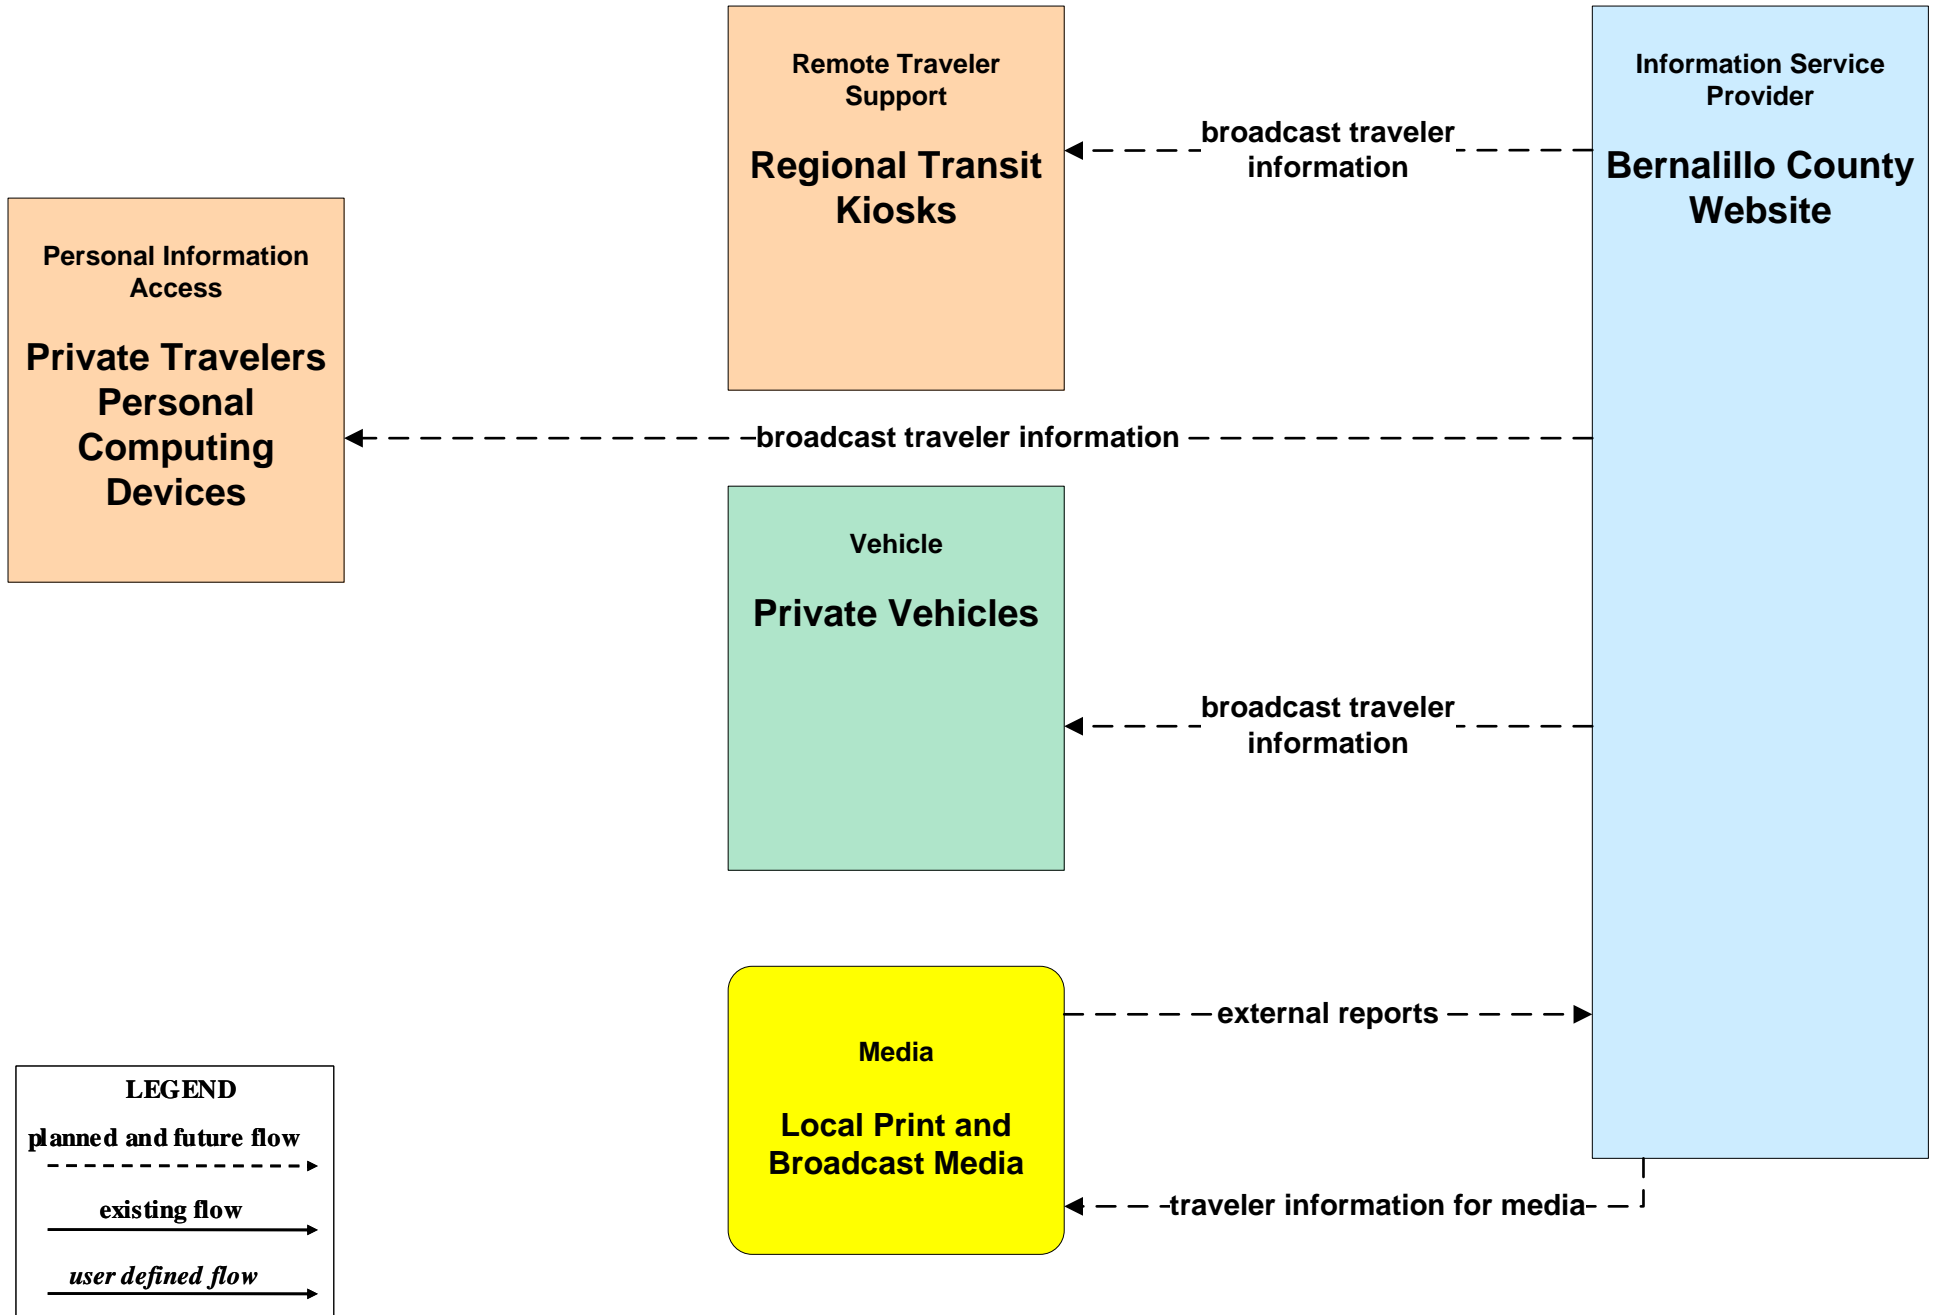 Remote Traveler
Support
Regional Transit
Kiosks
broadcast traveler
information
Information Service
Provider
Bernalillo County
Website
Personal Information
Access
Private Travelers
Personal
Computing
Devices
broadcast traveler information
Vehicle
Private Vehicles
broadcast traveler
information
external reports
Media
Local Print and
Broadcast Media
traveler information for media
LEGEND
planned and future flow
existing flow
user defined flow